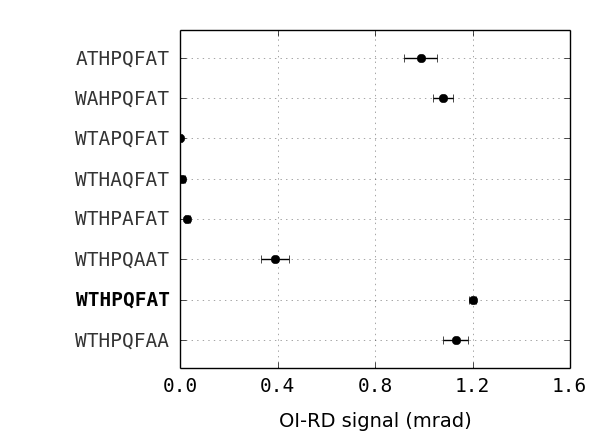 ATHPQFAT
WAHPQFAT
WTAPQFAT
WTHAQFAT
WTHPAFAT
WTHPQAAT
WTHPQFAT
WTHPQFAA
0.0 0.4 0.8 1.2 1.6
OI-RD signal (mrad)